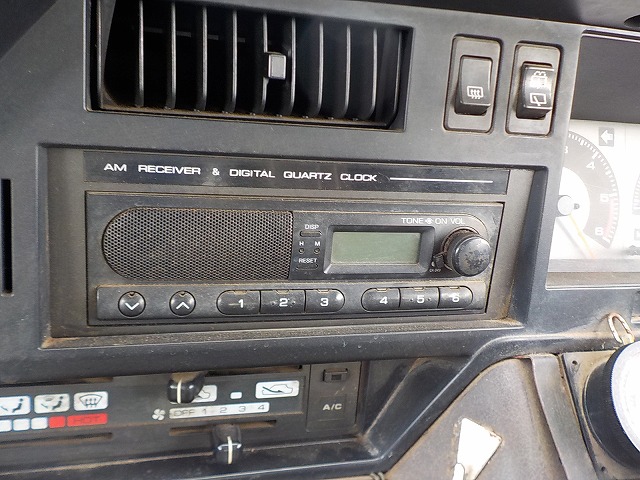 AM RECEIVER & DIGITAL QUARTZ CLOCK
DISP
H M
RESET
TONE ON VOL
1 2 3 4 5 6
OFF 1 2 3 4
HOT
A/C